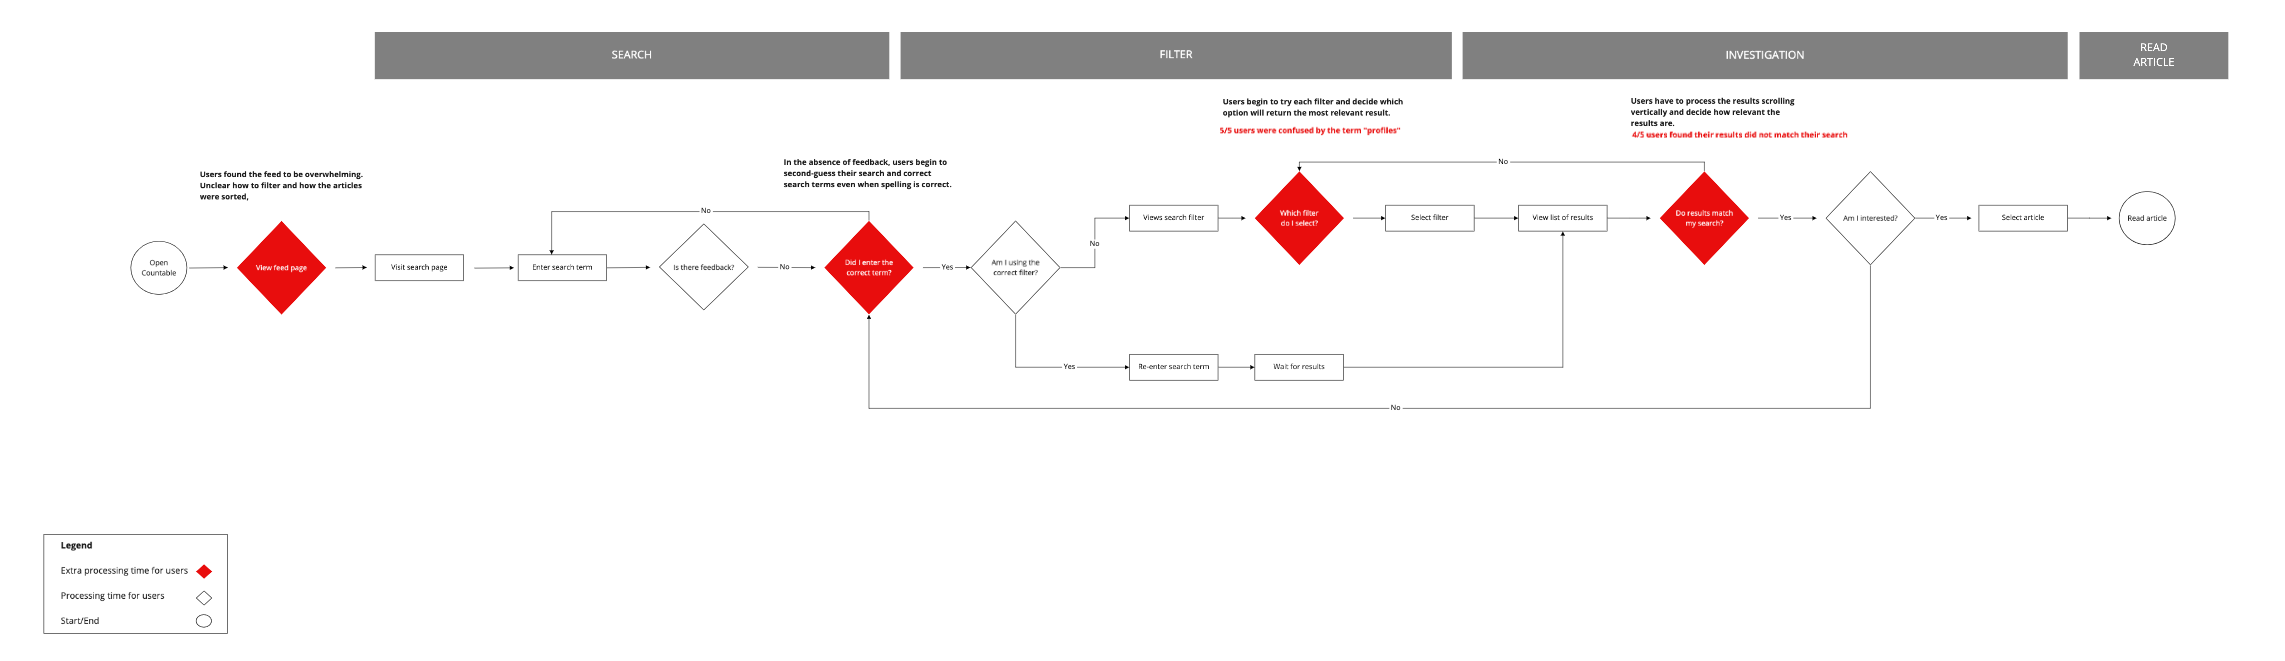 SEARCH
FILTER
INVESTIGATION
READ
ARTICLE
Users begin to try each filter and decide which
option will return the most relevant result.
5/5 users were confused by the term "profiles"
Users have to process the results scrolling
vertically and decide how relevant the
results are.
4/5 users found their results did not match their search
In the absence of feedback, users begin to
second-guess their search and correct
search terms even when spelling is correct.
Users found the feed to be overwhelming.
Unclear how to filter and how the articles
were sorted,
Open
Countable
View feed page
Visit search page
Enter search term
Is there feedback?
No
No
Did I enter the
correct term?
Yes
Am I using the
correct filter?
No
Views search filter
Which filter
do I select?
Select filter
View list of results
No
Do results match
my search?
Yes
Am I interested?
Yes
Select article
Read article
Yes
Re-enter search term
Wait for results
No
Legend
Extra processing time for users
Processing time for users
Start/End